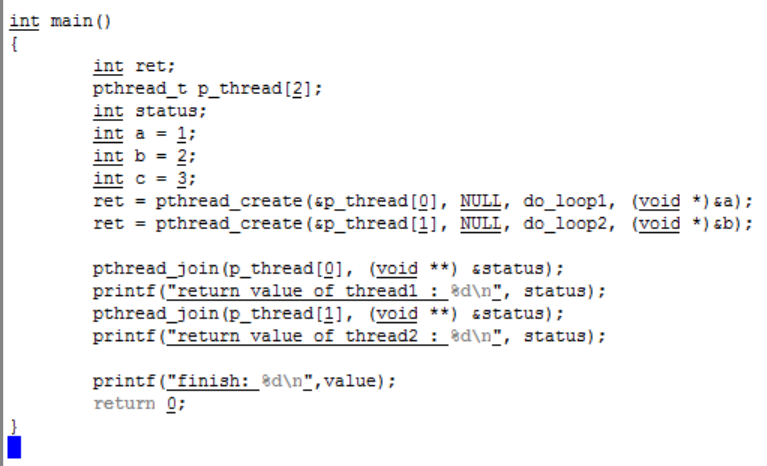 int main()
{
int ret;
pthread_t p_thread[2];
int status;
int a = 1;
int b = 2;
int c = 3;
ret = pthread_create(&p_thread[0], NULL, do_loop1, (void *)&a);
ret = pthread_create(&p_thread[1], NULL, do_loop2, (void *)&b);
pthread_join(p_thread[0], (void **) &status);
printf("return value of thread1 : %d\n", status);
pthread_join(p_thread[1], (void **) &status);
printf("return value of thread2 : %d\n", status);
printf("finish: %d\n",value);
return 0;
}